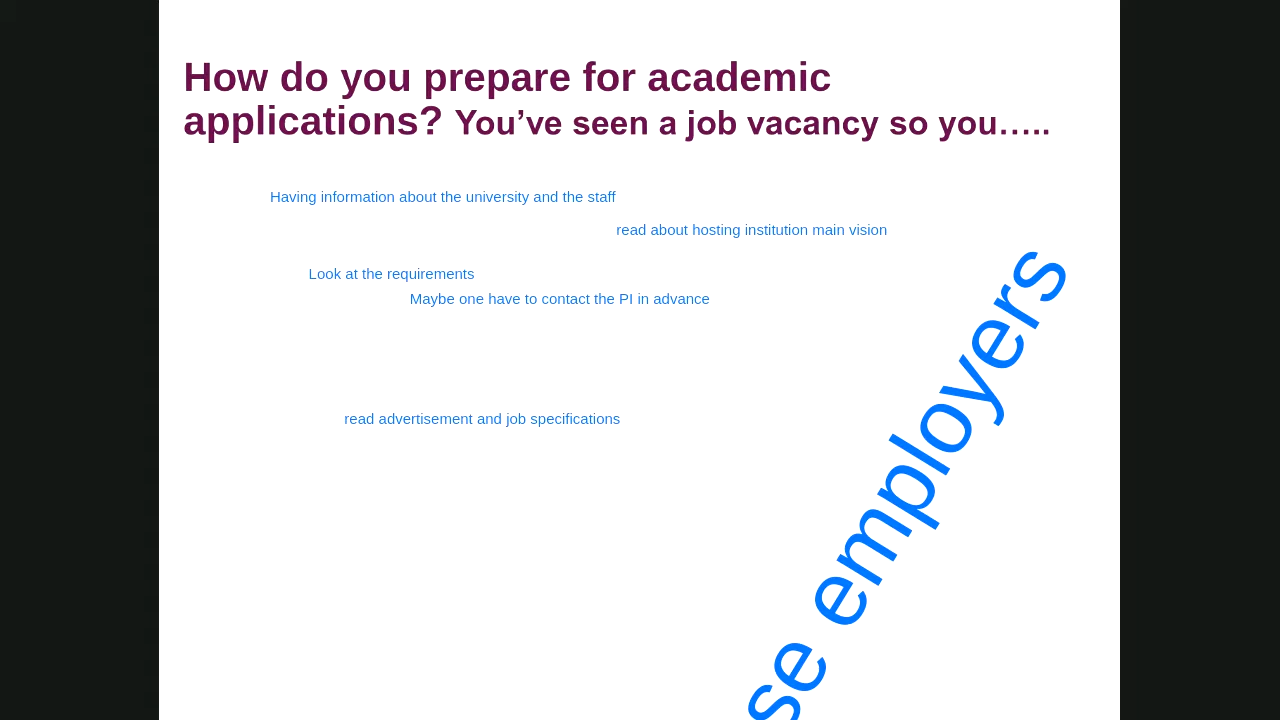 How do you prepare for academic
applications? You’ve seen a job vacancy so you…..
Having information about the university and the staff
read about hosting institution main vision
Look at the requirements
Maybe one have to contact the PI in advance
read advertisement and job specifications
se employers